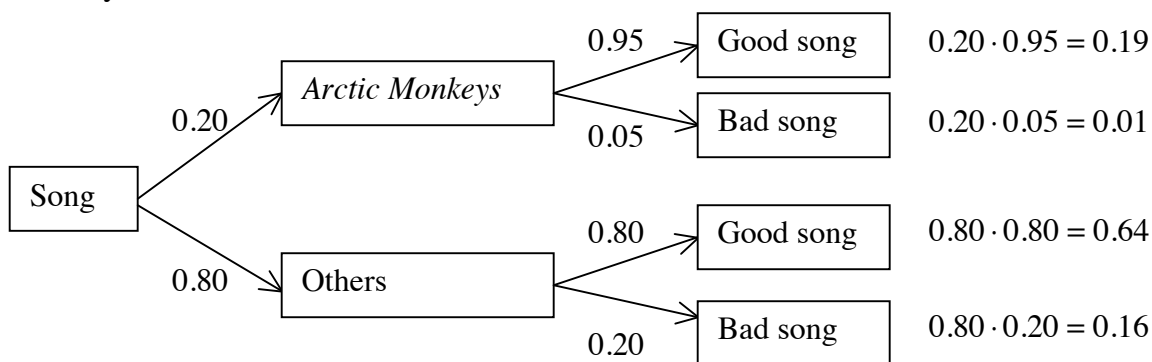 0.95
Good song
0.20 · 0.95 = 0.19
Arctic Monkeys
0.20
0.05
Bad song
0.20 · 0.05 = 0.01
Song
0.80
Good song
0.80 · 0.80 = 0.64
0.80
Others
0.20
Bad song
0.80 · 0.20 = 0.16